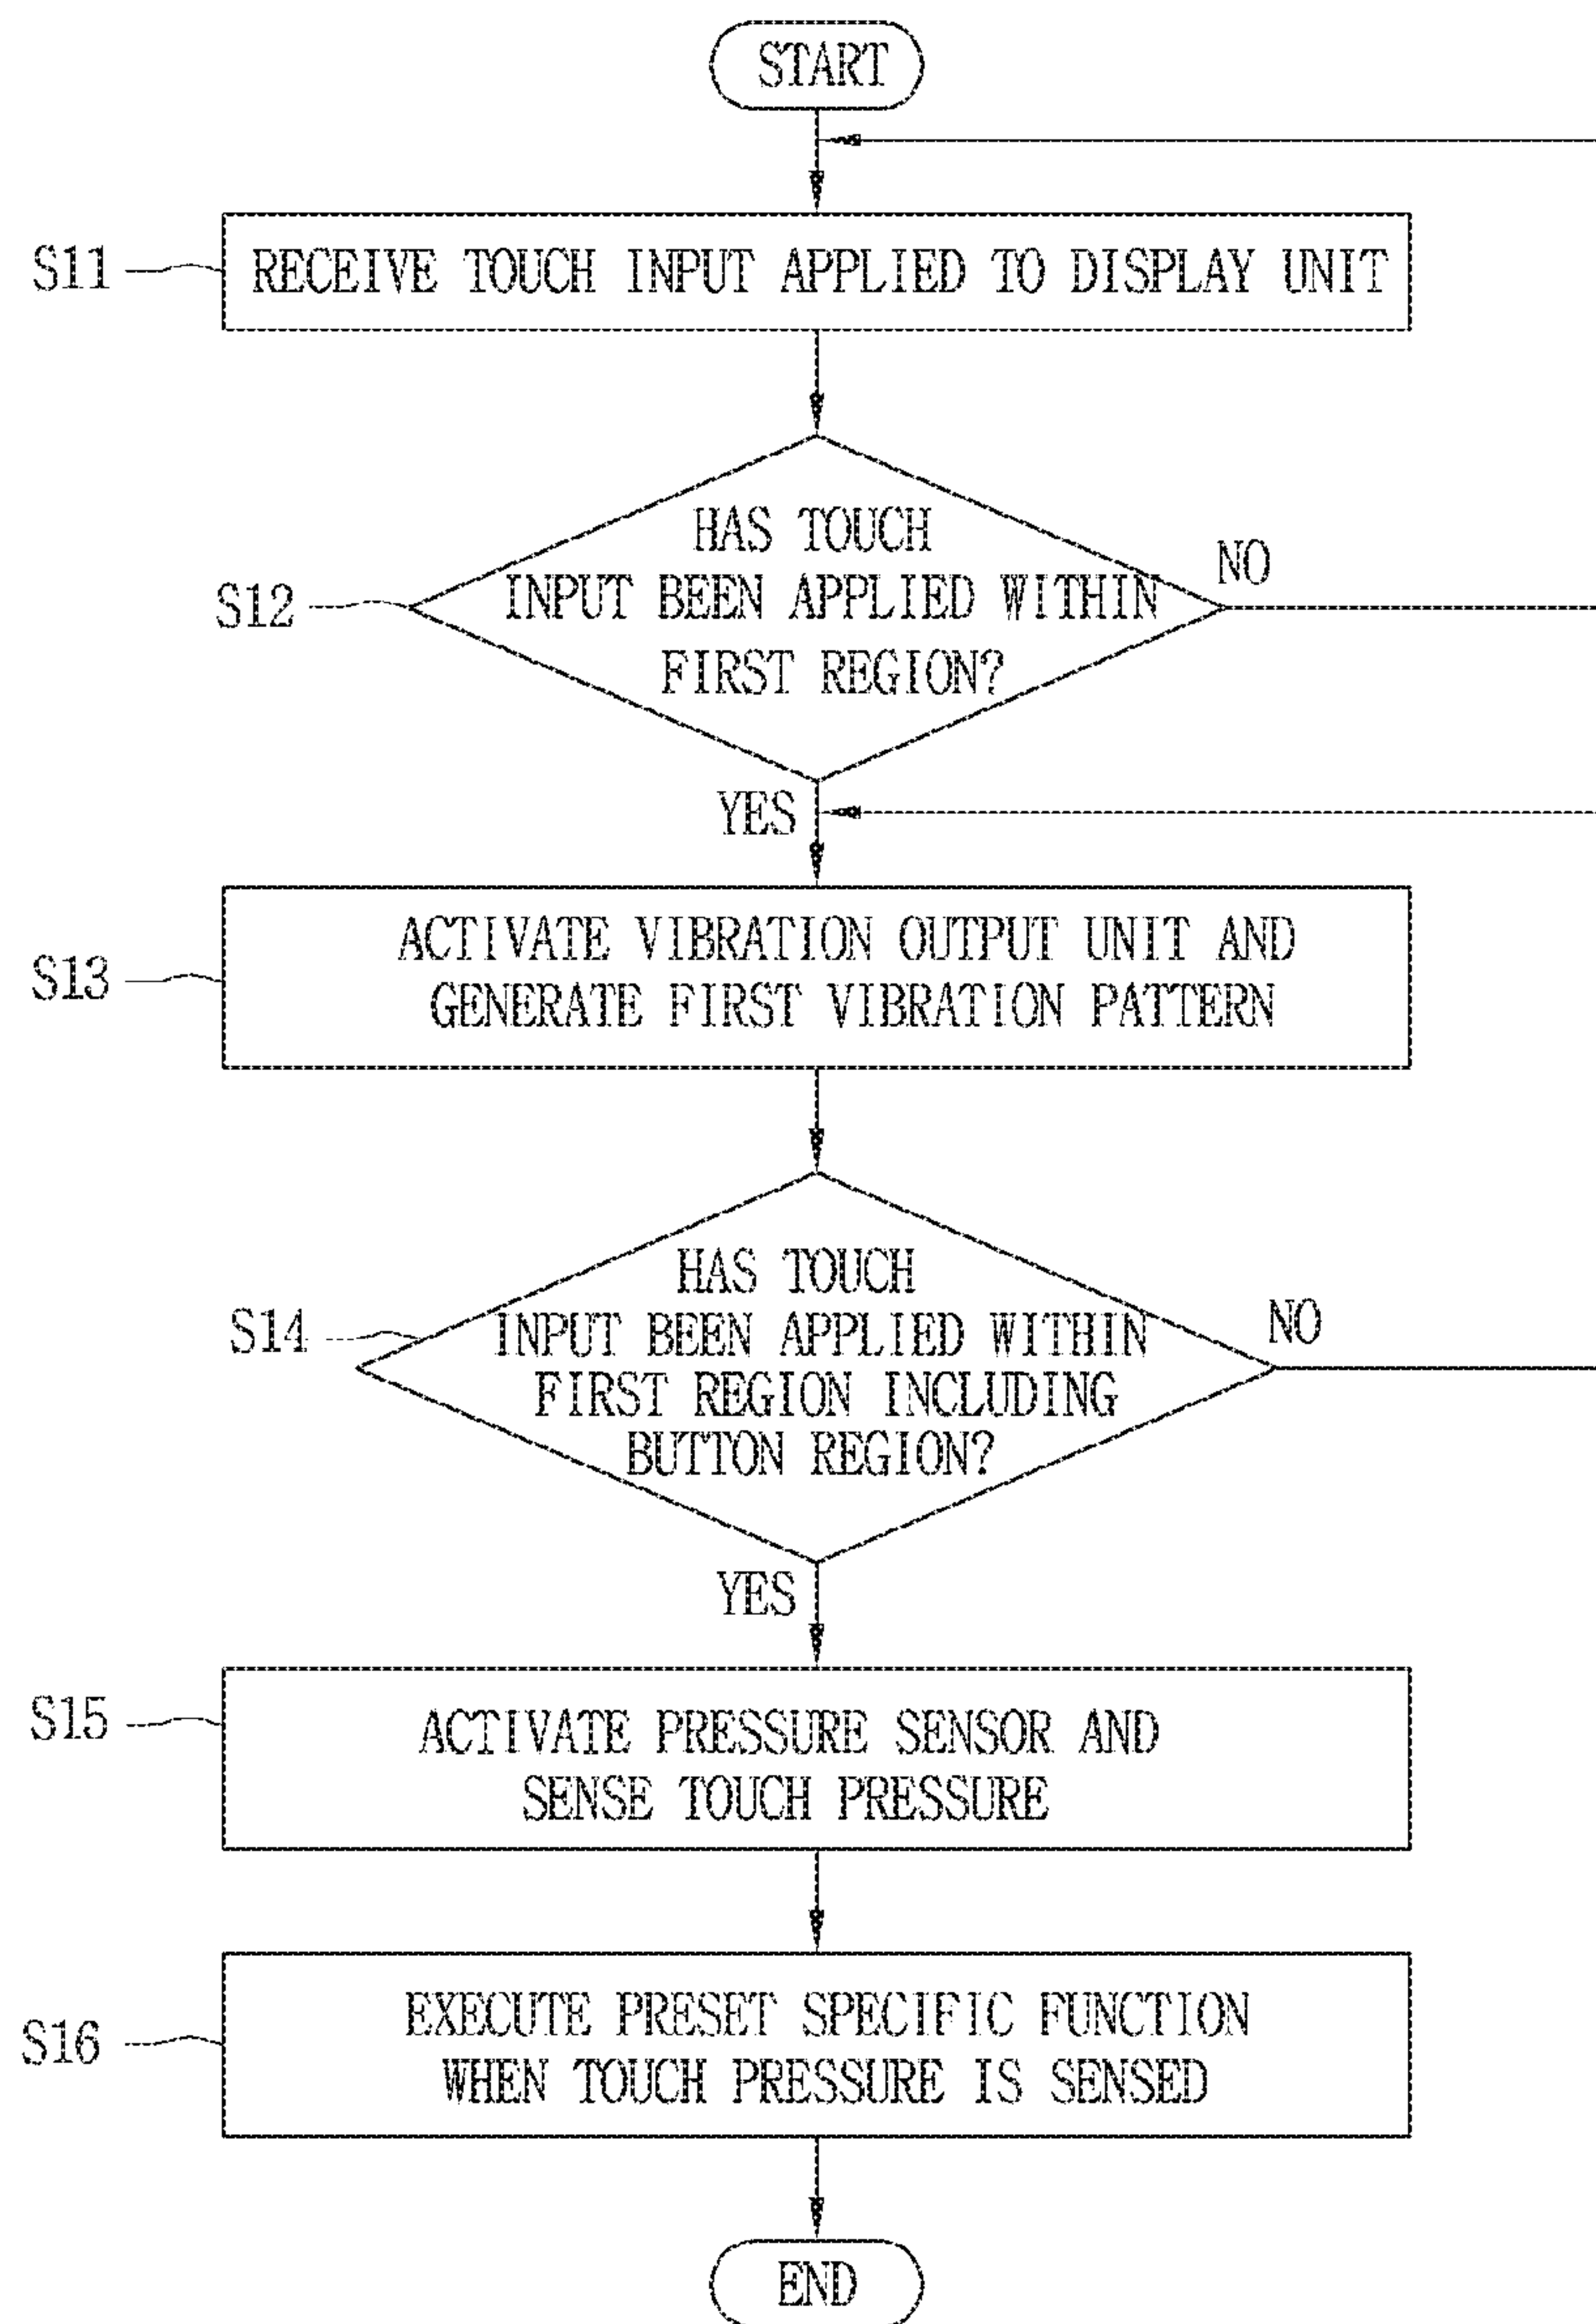 START
S11
RECEIVE TOUCH INPUT APPLIED TO DISPLAY UNIT
S12
HAS TOUCH
INPUT BEEN APPLIED WITHIN
FIRST REGION?
NO
YES
S13
ACTIVATE VIBRATION OUTPUT UNIT AND
GENERATE FIRST VIBRATION PATTERN
S14
HAS TOUCH
INPUT BEEN APPLIED WITHIN
FIRST REGION INCLUDING
BUTTON REGION?
NO
YES
S15
ACTIVATE PRESSURE SENSOR AND
SENSE TOUCH PRESSURE
S16
EXECUTE PRESET SPECIFIC FUNCTION
WHEN TOUCH PRESSURE IS SENSED
END